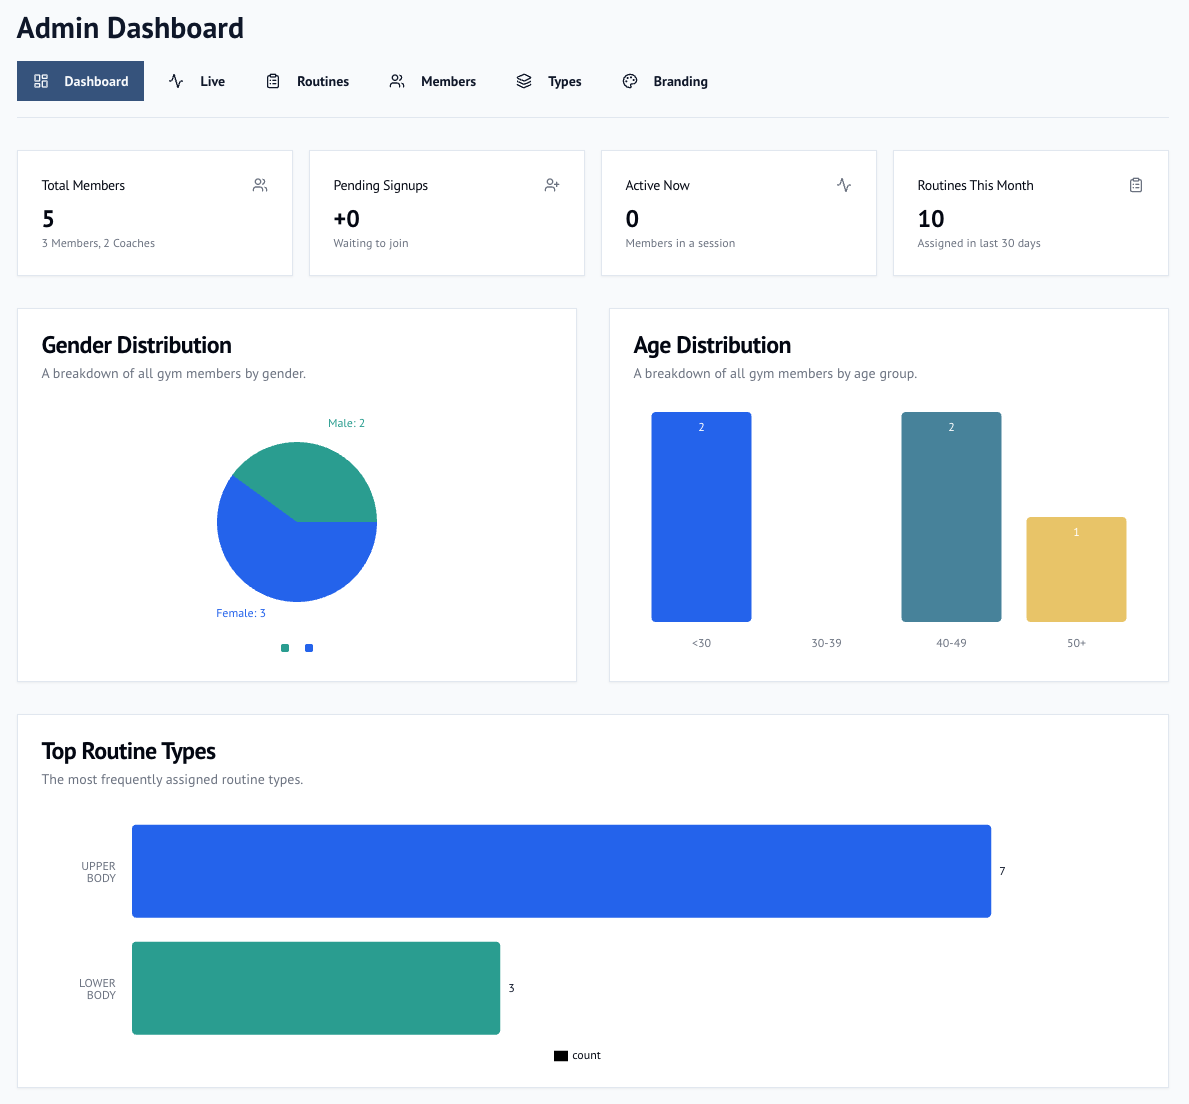 Admin Dashboard
Dashboard
Live
Routines
Members
Types
Branding
Total Members
5
3 Members, 2 Coaches
Pending Signups
+0
Waiting to join
Active Now
0
Members in a session
Routines This Month
10
Assigned in last 30 days
Gender Distribution
A breakdown of all gym members by gender.
Male: 2
Female: 3
Age Distribution
A breakdown of all gym members by age group.
2
2
1
<30
30-39
40-49
50+
Top Routine Types
The most frequently assigned routine types.
UPPER
BODY
7
LOWER
BODY
3
count